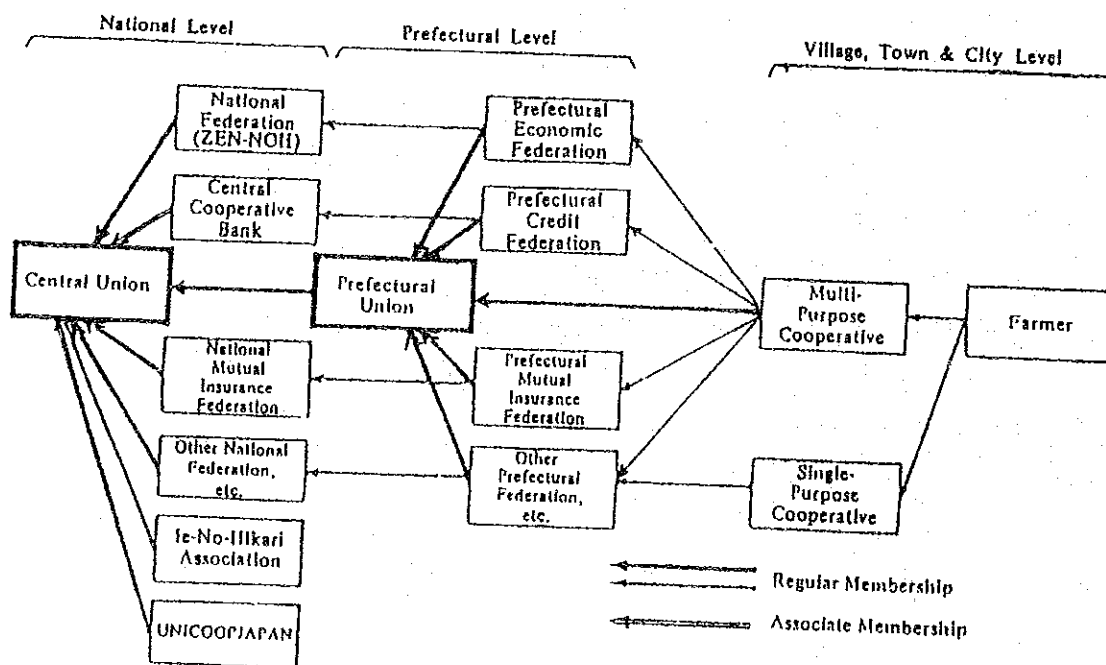 National Level
Prefectural Level
Village, Town & City Level
National
Federation
(ZEN-NOH)
Prefectural
Economic
Federation
Central
Cooperative
Bank
Prefectural
Credit
Federation
Central Union
Prefectural
Union
Multi-
Purpose
Cooperative
Farmer
National
Mutual
Insurance
Federation
Prefectural
Mutual
Insurance
Federation
Other National
Federation,
etc.
Other
Prefectural
Federation,
etc.
Single-
Purpose
Cooperative
Ie-No-Hikari
Association
UNICOOPJAPAN
Regular Membership
Associate Membership